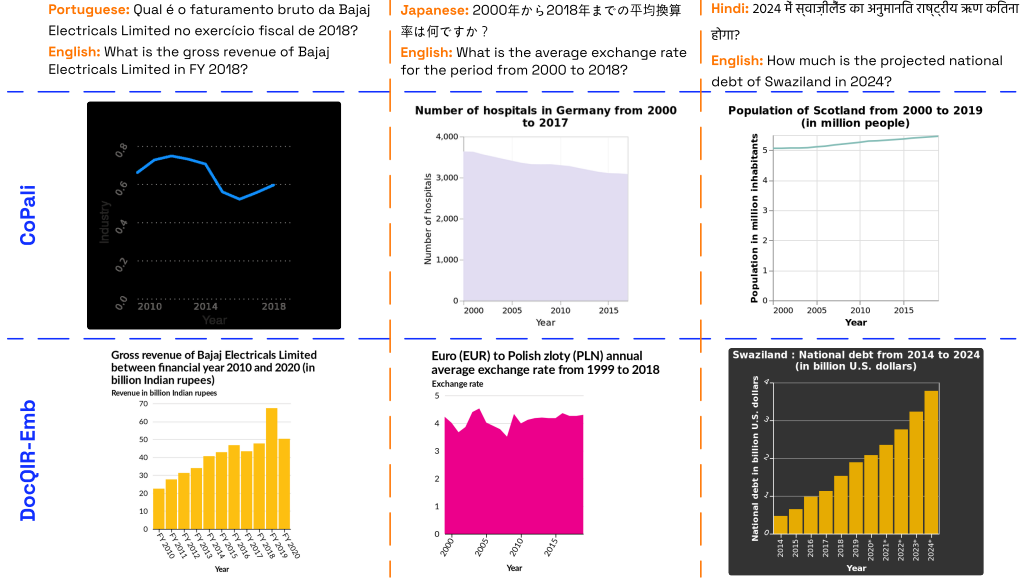 Portuguese: Qual é o faturamento bruto da Bajaj
Electricals Limited no exercício fiscal de 2018?
English: What is the gross revenue of Bajaj
Electricals Limited in FY 2018?
Japanese: 2000年から2018年までの平均換算
率は何ですか？
English: What is the average exchange rate
for the period from 2000 to 2018?
Hindi: 2024 में स्वाज़ीलैंड का अनुमानित राष्ट्रीय ऋण कितना
होगा?
English: How much is the projected national
debt of Swaziland in 2024?
CoPali
Industry
0.8
0.6
0.4
0.2
0.0
2010
2014
2018
Year
Number of hospitals in Germany from 2000
to 2017
Number of hospitals
4,000
3,000
2,000
1,000
0
2000
2005
2010
2015
Year
Population of Scotland from 2000 to 2019
(in million people)
Population in million inhabitants
5
4
3
2
1
0
2000
2005
2010
2015
Year
DocQIR-Emb
Gross revenue of Bajaj Electricals Limited
between financial year 2010 and 2020 (in
billion Indian rupees)
Revenue in billion Indian rupees
70
60
50
40
30
20
10
0
FY 2010
FY 2011
FY 2012
FY 2013
FY 2014
FY 2015
FY 2016
FY 2017
FY 2018
FY 2019
FY 2020
Year
Euro (EUR) to Polish zloty (PLN) annual
average exchange rate from 1999 to 2018
Exchange rate
5
4
3
2
1
0
2000
2005
2010
2015
Year
Swaziland : National debt from 2014 to 2024
(in billion U.S. dollars)
National debt in billion U.S. dollars
4
3
2
1
0
2014
2015
2016
2017
2018
2019
2020*
2021*
2022*
2023*
2024*
Year